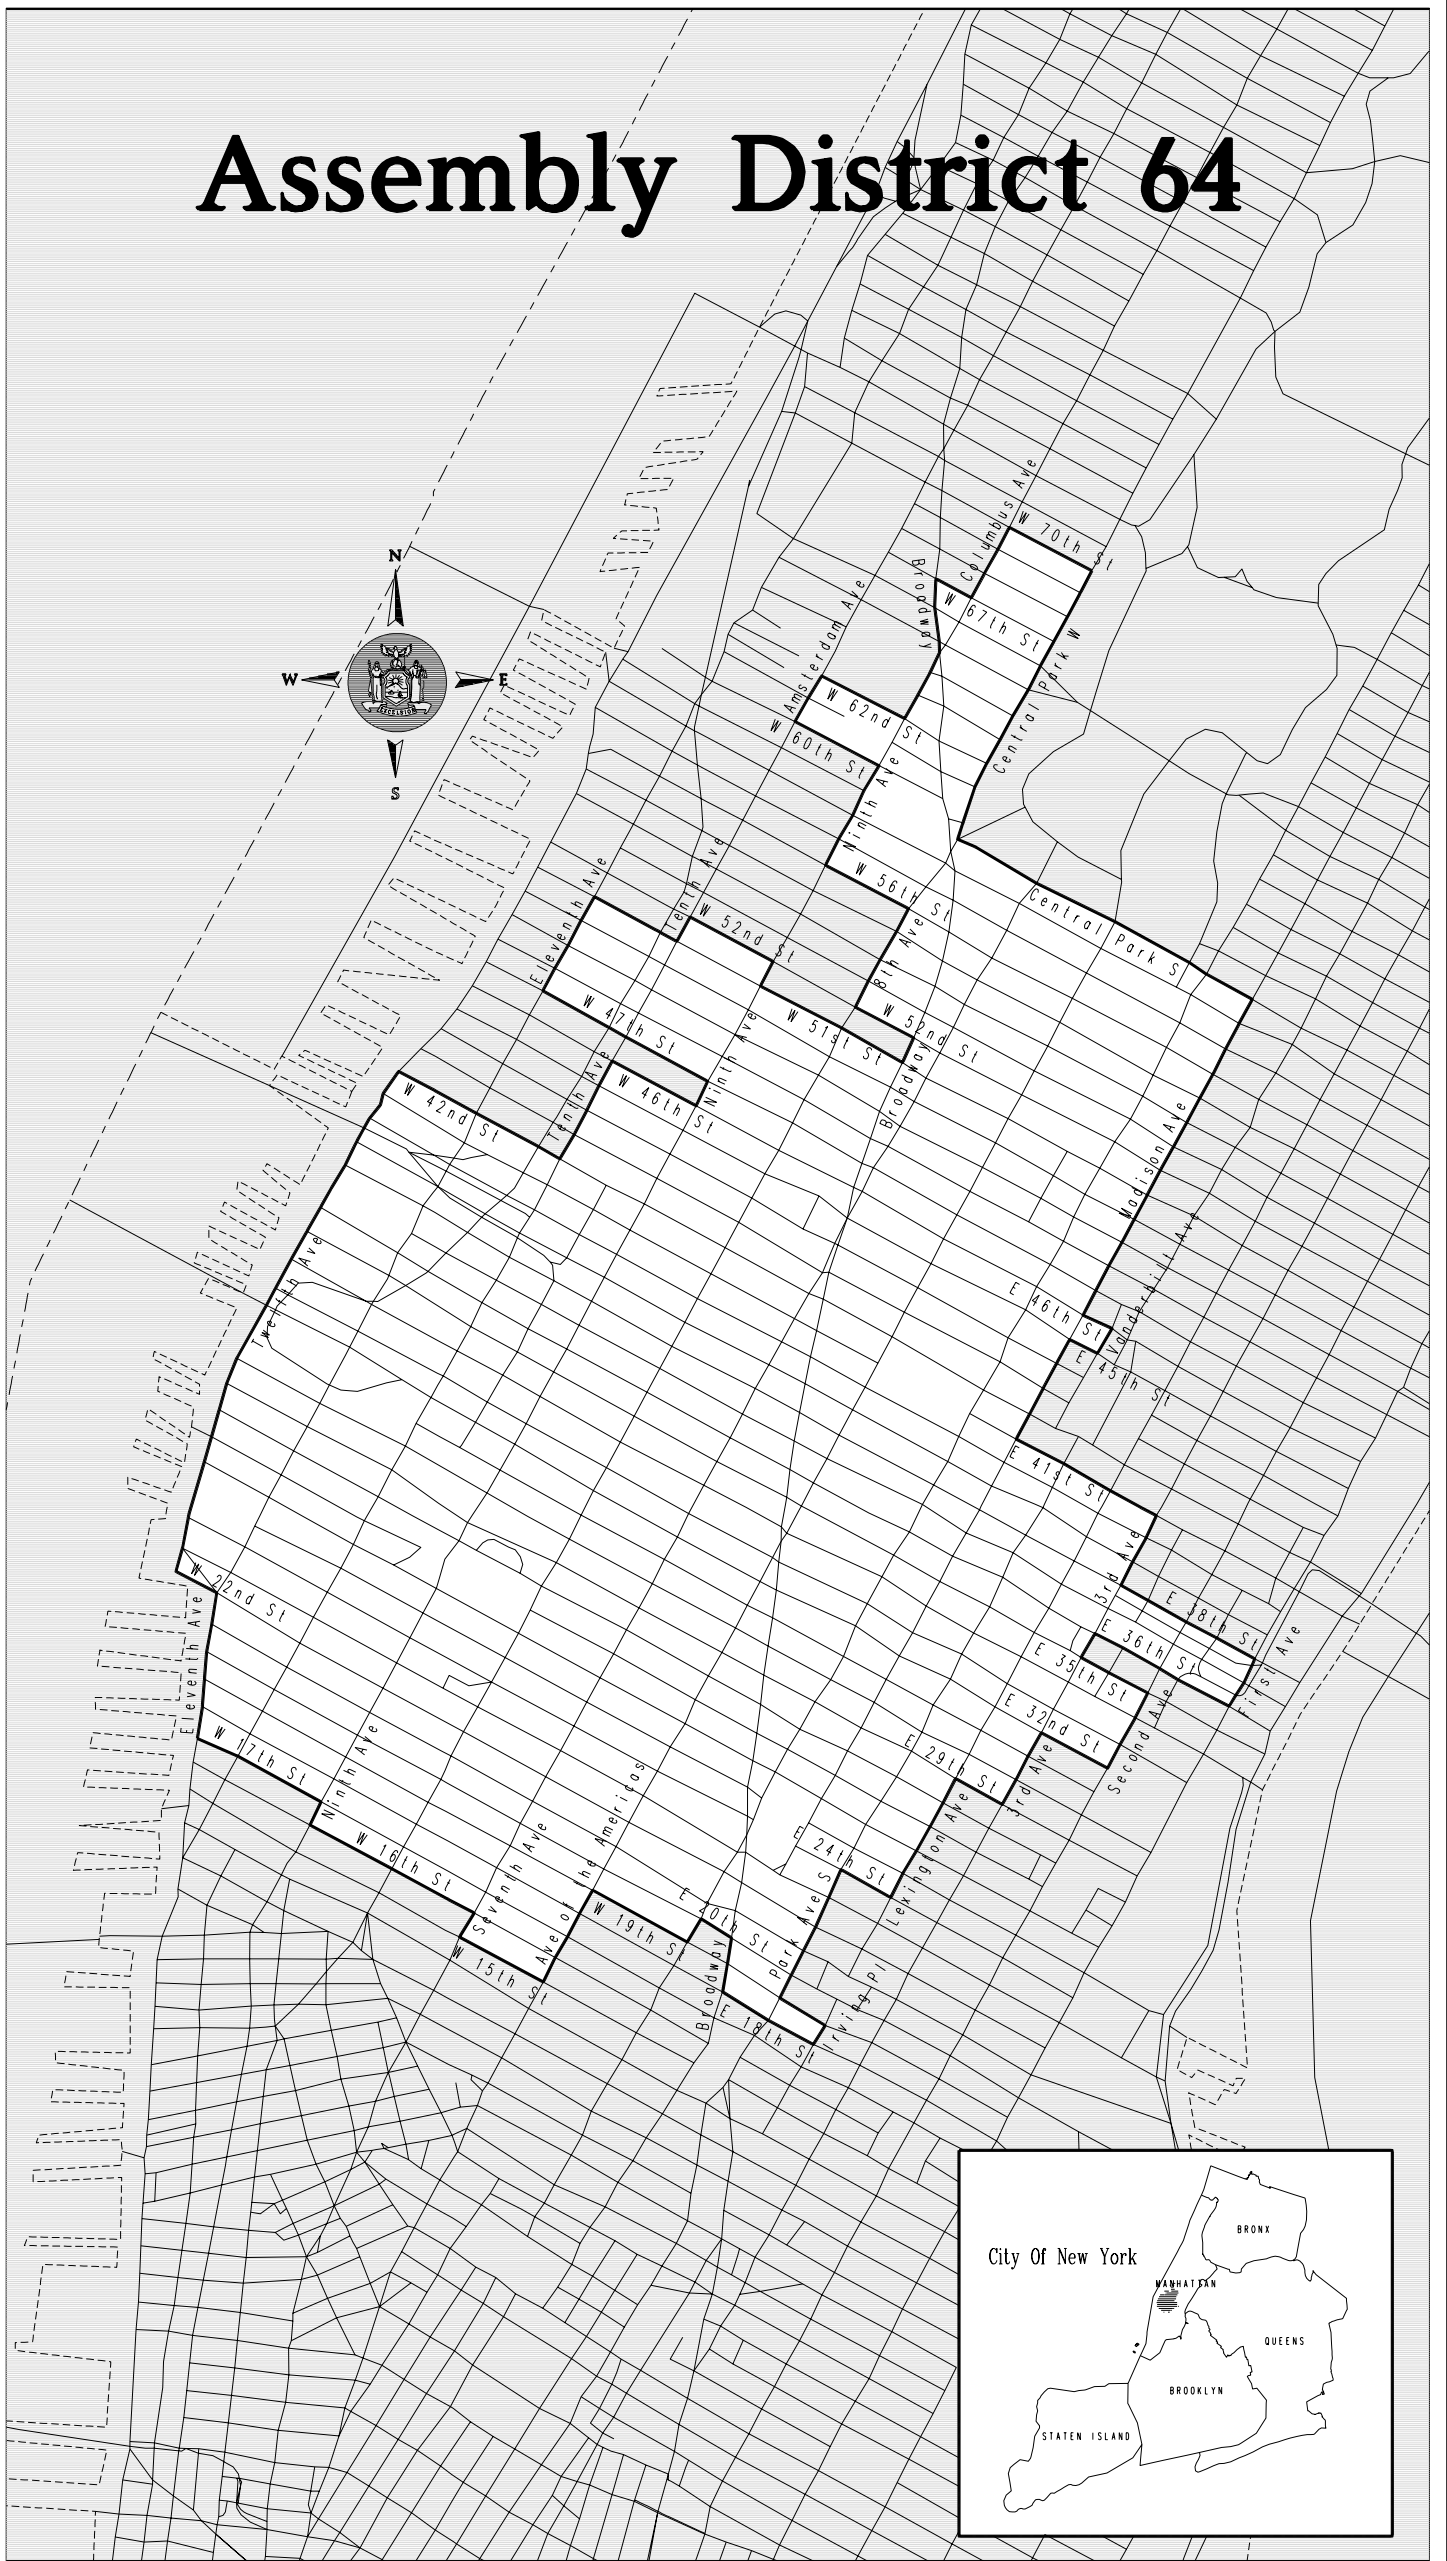 Assembly District 64
N
W
E
S
EXCELSIOR
W 70th St
Columbus Ave
Broadway
W 67th St
Amsterdam Ave
Central Park W
W 62nd St
W 60th St
Ninth Ave
W 56th St
Central Park S
Eleventh Ave
Tenth Ave
W 52nd St
8th Ave
W 52nd St
W 51st St
W 47th St
Ninth Ave
Broadway
Tenth Ave
W 46th St
W 42nd St
Madison Ave
Vanderbilt Ave
Twelfth Ave
E 46th St
E 45th St
E 41st St
3rd Ave
W 22nd St
E 38th St
E 36th St
First Ave
Eleventh Ave
E 35th St
E 32nd St
Second Ave
W 17th St
E 29th St
3rd Ave
Ninth Ave
Lexington Ave
W 16th St
E 24th St
Seventh Ave
Ave of the Americas
Park Ave S
E 20th St
W 19th St
W 15th St
Broadway
E 18th St
Irving Pl
City Of New York
BRONX
MANHATTAN
QUEENS
BROOKLYN
STATEN ISLAND